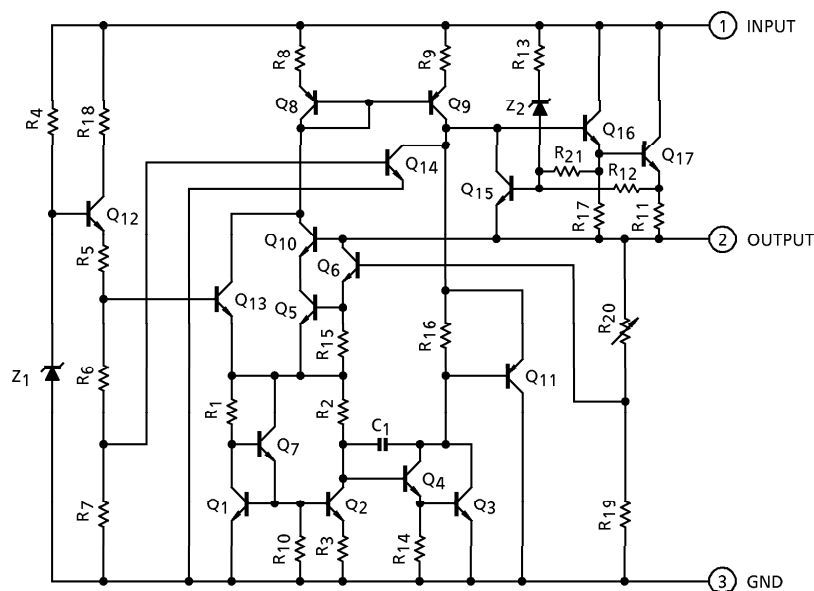 1 INPUT
R8
R9
R13
R4
R18
Q8
Q9
Z2
Q16
Q14
R21
Q17
R12
Q15
Q12
R17
R11
R5
Q10
2 OUTPUT
Q6
Q13
Q5
R20
R15
R16
Z1
R6
Q11
R1
R2
C1
Q7
Q4
R7
Q1
Q2
Q3
R19
R10
R3
R14
3 GND